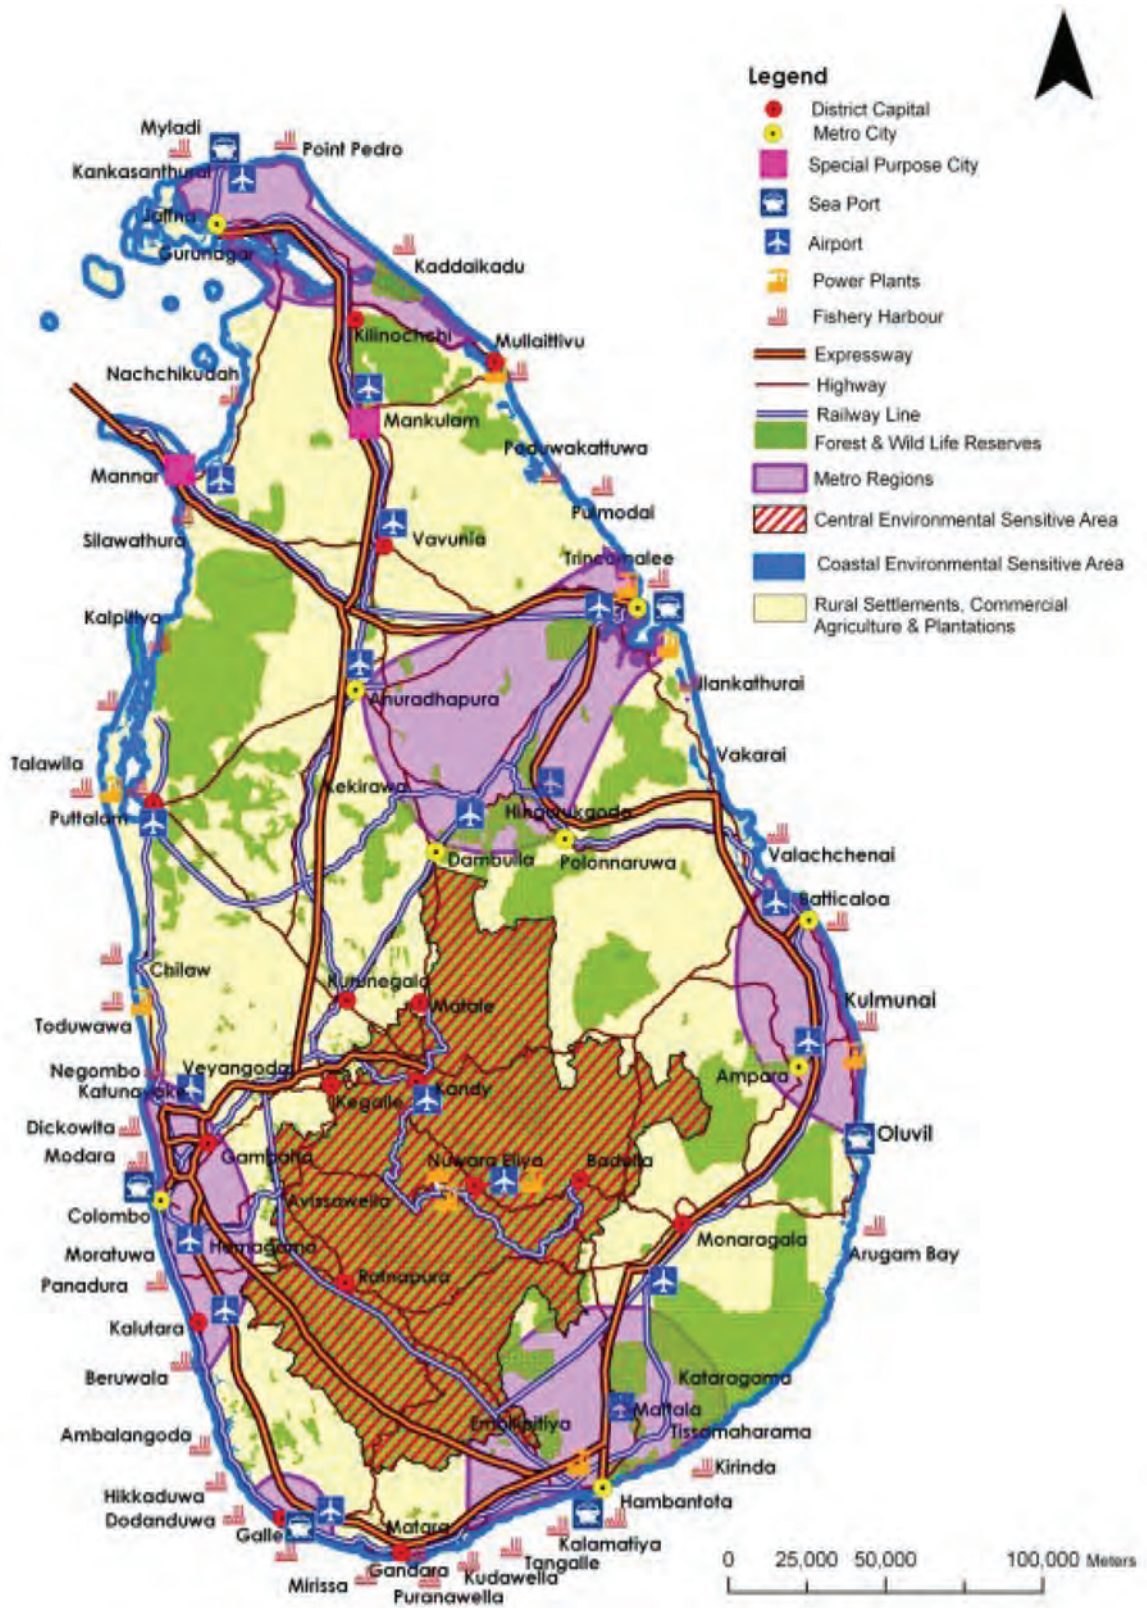 Legend
District Capital
Metro City
Special Purpose City
Sea Port
Airport
Power Plants
Fishery Harbour
Expressway
Highway
Railway Line
Forest & Wild Life Reserves
Metro Regions
Central Environmental Sensitive Area
Coastal Environmental Sensitive Area
Rural Settlements, Commercial
Agriculture & Plantations
Myladi
Point Pedro
Kankasanthurai
Jaffna
Gurunagar
Kaddaikadu
Kilinochchi
Mullaittivu
Nachchikudah
Mankulam
Mannar
Paduwakattuwa
Pulmodai
Silawathura
Vavunia
Trincomalee
Kalpitiya
Anuradhapura
Ilankathurai
Vakarai
Talawila
Kekirawa
Hingurukgoda
Puttalam
Dambulla
Polonnaruwa
Valachchenai
Batticaloa
Chilaw
Kurunegala
Matale
Kulmunai
Toduwawa
Negombo
Veyangoda
Katunayake
Kegalle
Kandy
Ampara
Dickowita
Modara
Gampaha
Nuwara Eliya
Badulla
Oluvil
Colombo
Avissawella
Moratuwa
Homagama
Monaragala
Arugam Bay
Panadura
Ratnapura
Kalutara
Beruwala
Kataragama
Mattala
Embilipitiya
Tissamaharama
Ambalangoda
Kirinda
Hikkaduwa
Hambantota
Dodanduwa
Galle
Matara
Kalamatiya
Tangalle
Gandara
Kudawella
Mirissa
Puranawella
0 25,000 50,000 100,000 Meters